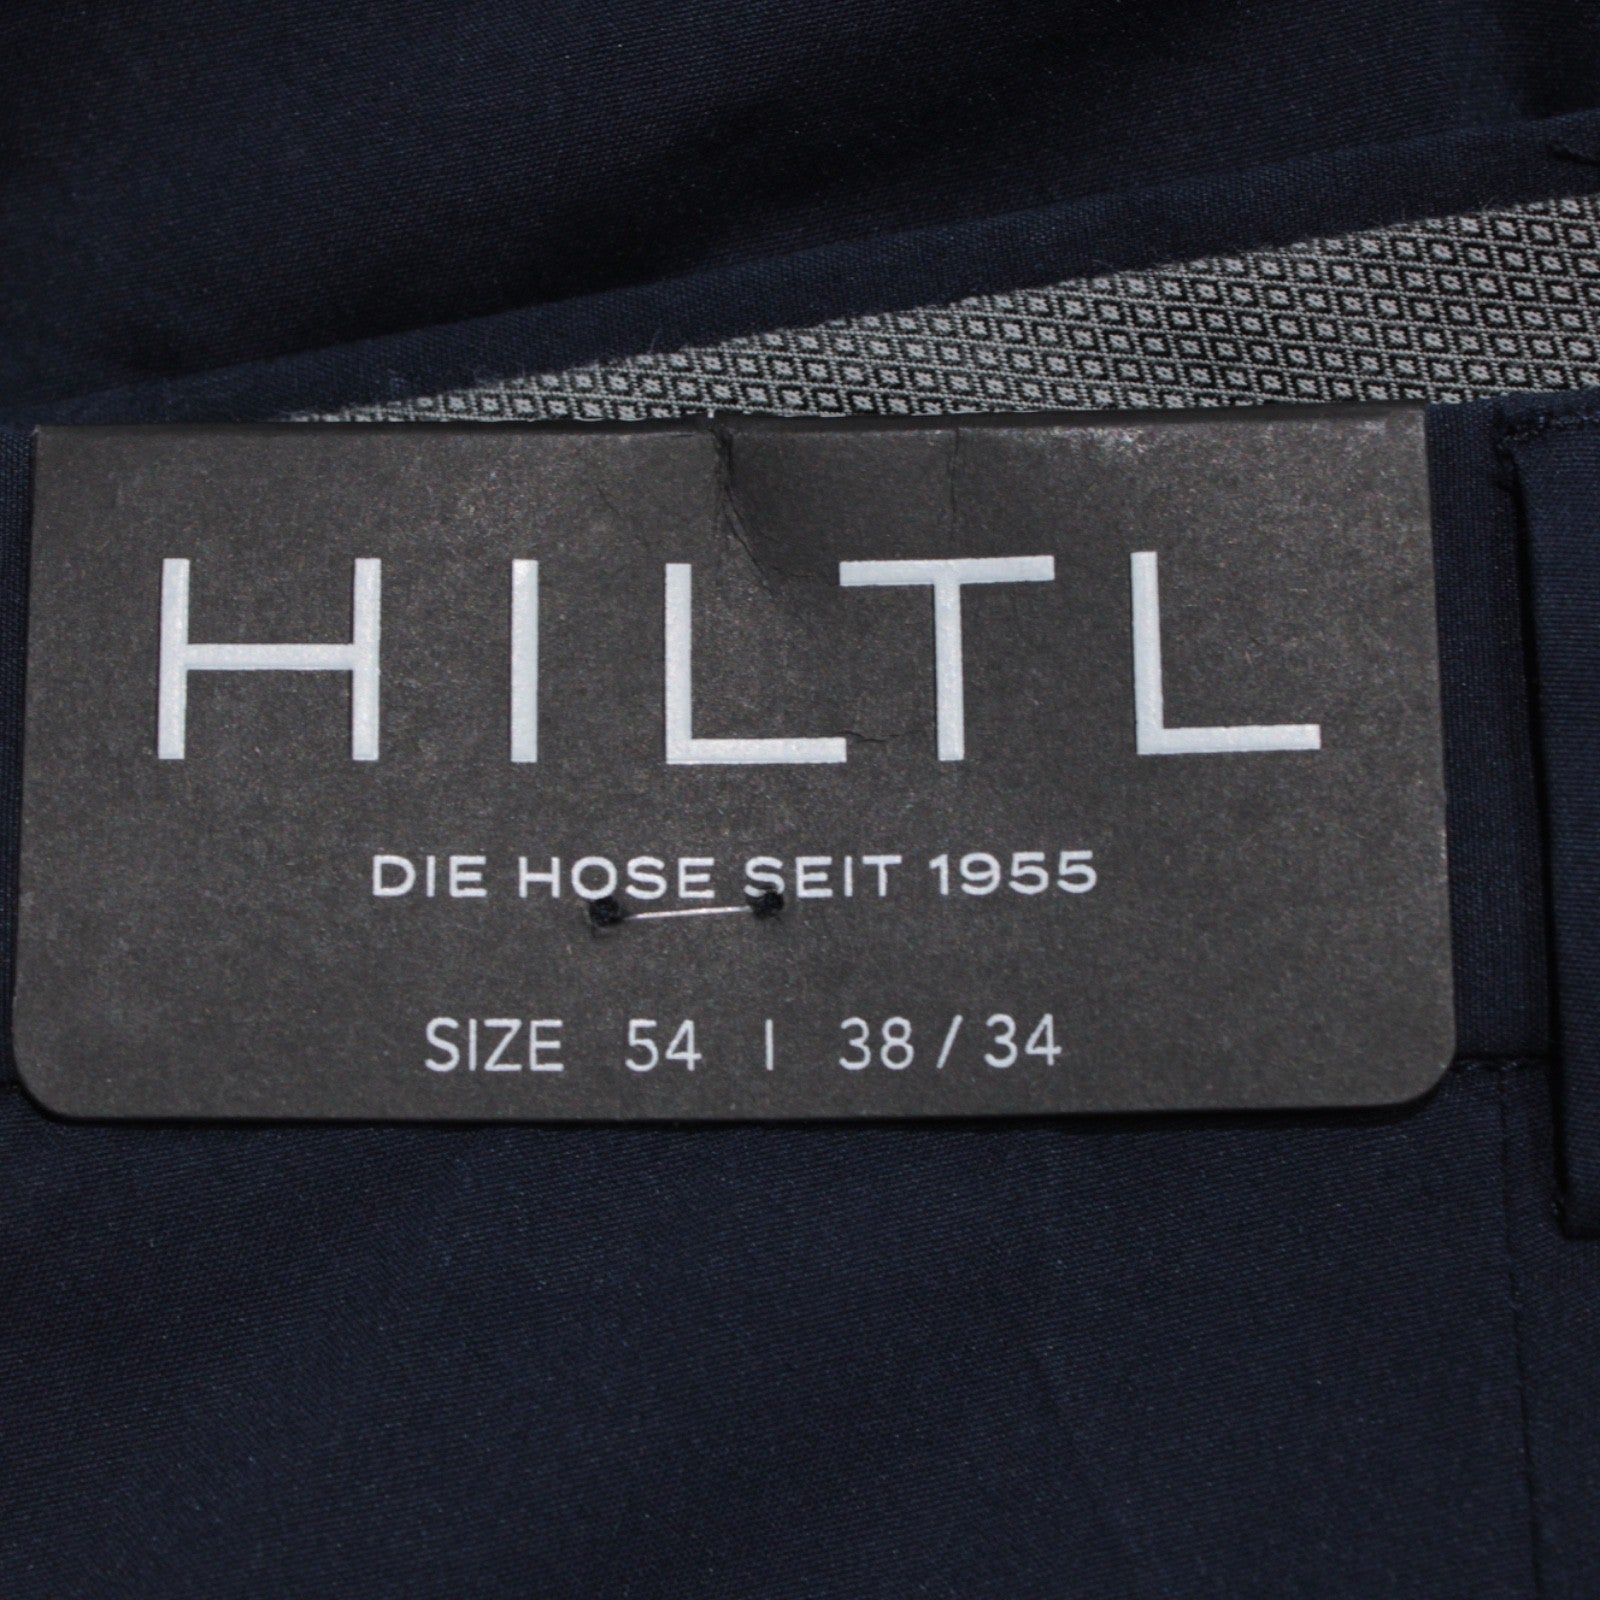 HILTL
DIE HOSE SEIT 1955
SIZE 54 | 38 / 34